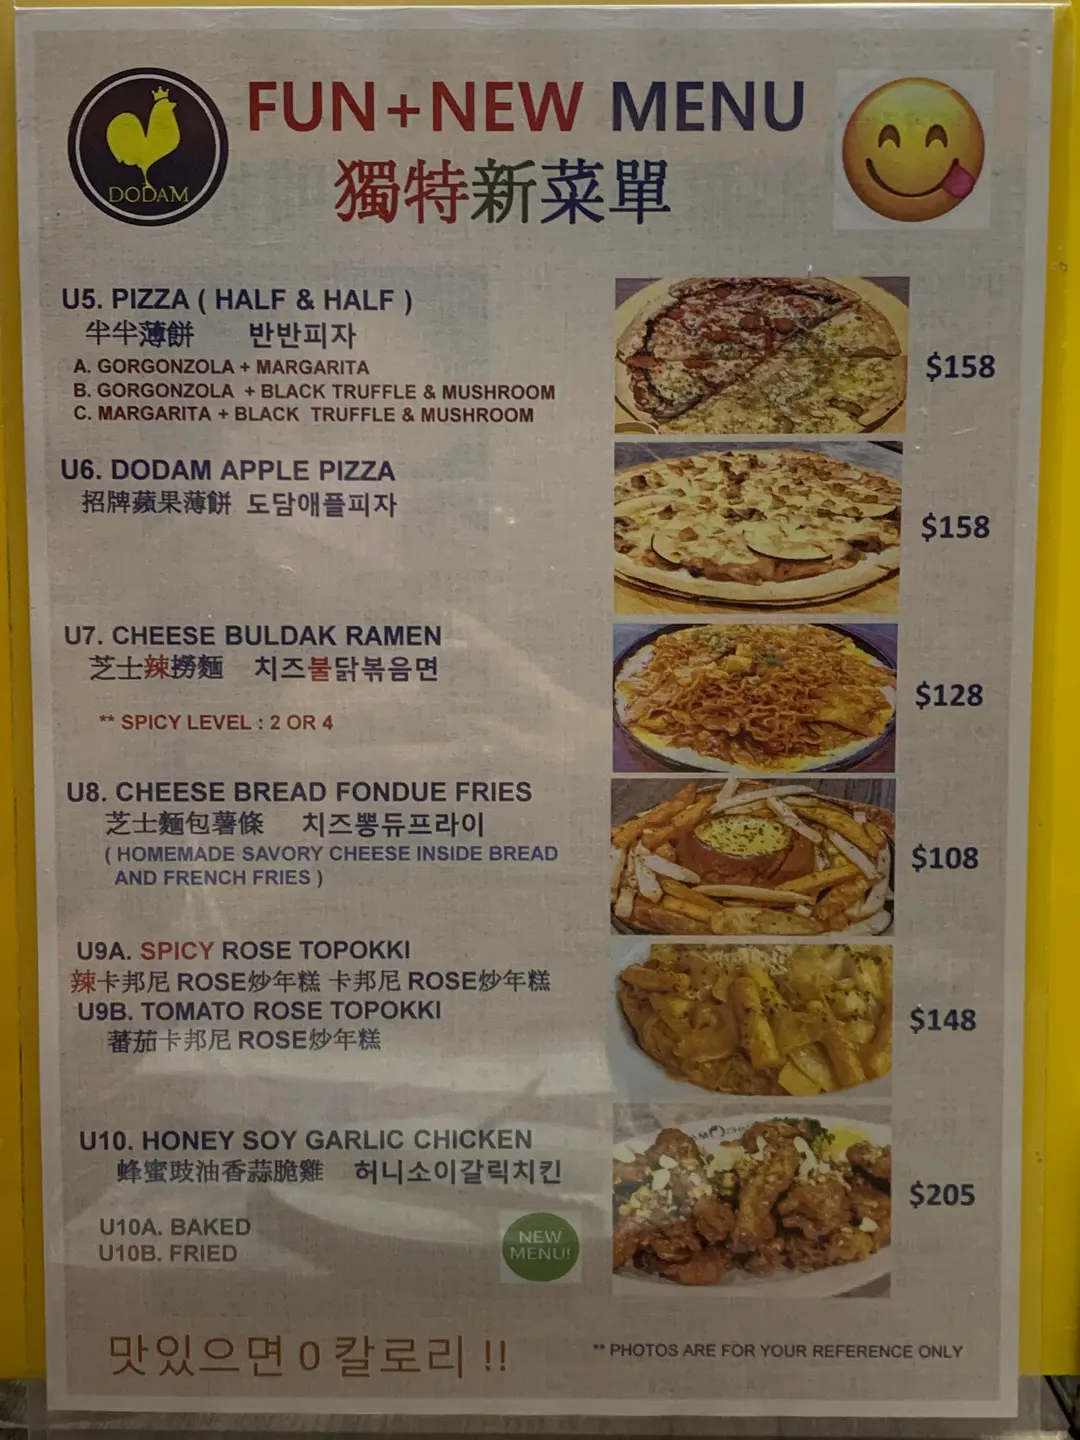 DODAM
FUN+NEW MENU
獨特新菜單
U5. PIZZA ( HALF & HALF )
半半薄餅 반반피자
A. GORGONZOLA + MARGARITA
B. GORGONZOLA + BLACK TRUFFLE & MUSHROOM
C. MARGARITA + BLACK TRUFFLE & MUSHROOM
$158
U6. DODAM APPLE PIZZA
招牌蘋果薄餅 도담애플피자
$158
U7. CHEESE BULDAK RAMEN
芝士辣撈麵 치즈불닭볶음면
** SPICY LEVEL : 2 OR 4
$128
U8. CHEESE BREAD FONDUE FRIES
芝士麵包薯條 치즈뽕듀프라이
( HOMEMADE SAVORY CHEESE INSIDE BREAD
AND FRENCH FRIES )
$108
U9A. SPICY ROSE TOPOKKI
辣卡邦尼 ROSE炒年糕 卡邦尼 ROSE炒年糕
U9B. TOMATO ROSE TOPOKKI
蕃茄卡邦尼 ROSE炒年糕
$148
U10. HONEY SOY GARLIC CHICKEN
蜂蜜豉油香蒜脆雞 허니소이갈릭치킨
U10A. BAKED
U10B. FRIED
NEW
MENU!
$205
맛있으면 0 칼로리 !!
** PHOTOS ARE FOR YOUR REFERENCE ONLY